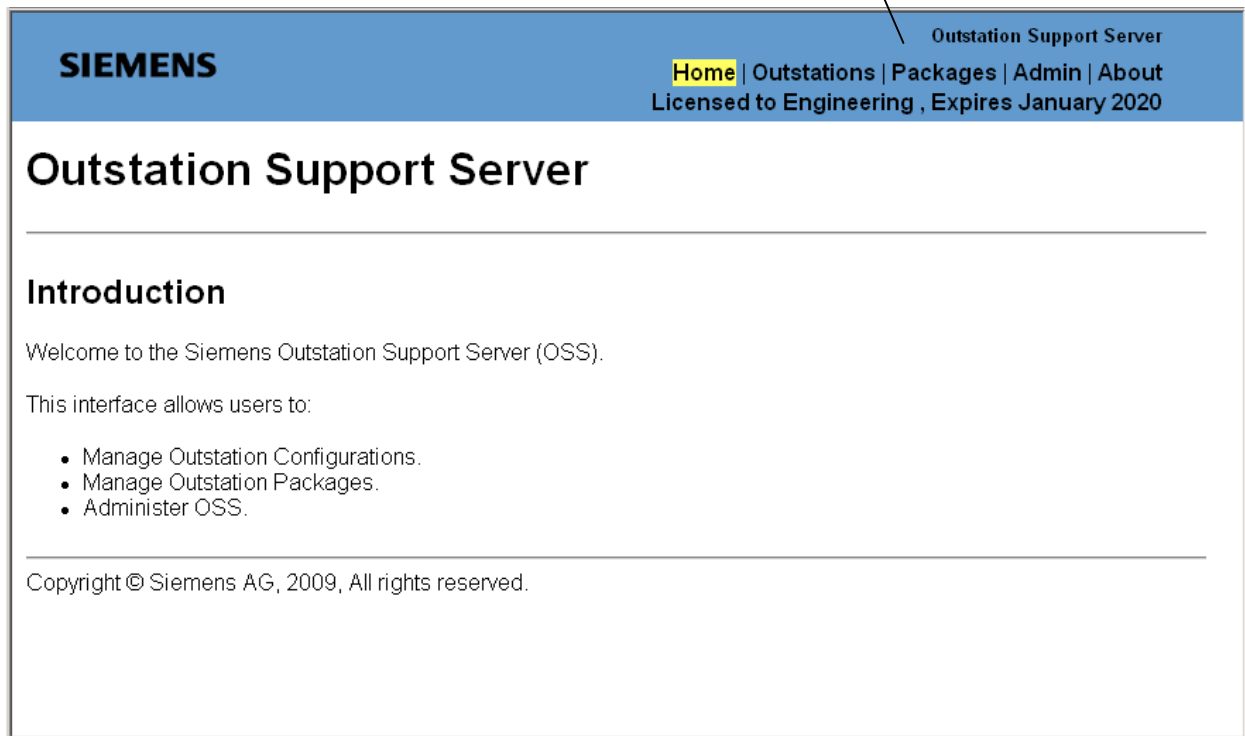 Outstation Support Server
SIEMENS
Home | Outstations | Packages | Admin | About
Licensed to Engineering , Expires January 2020
Outstation Support Server
Introduction
Welcome to the Siemens Outstation Support Server (OSS).
This interface allows users to:
• Manage Outstation Configurations.
• Manage Outstation Packages.
• Administer OSS.
Copyright © Siemens AG, 2009, All rights reserved.